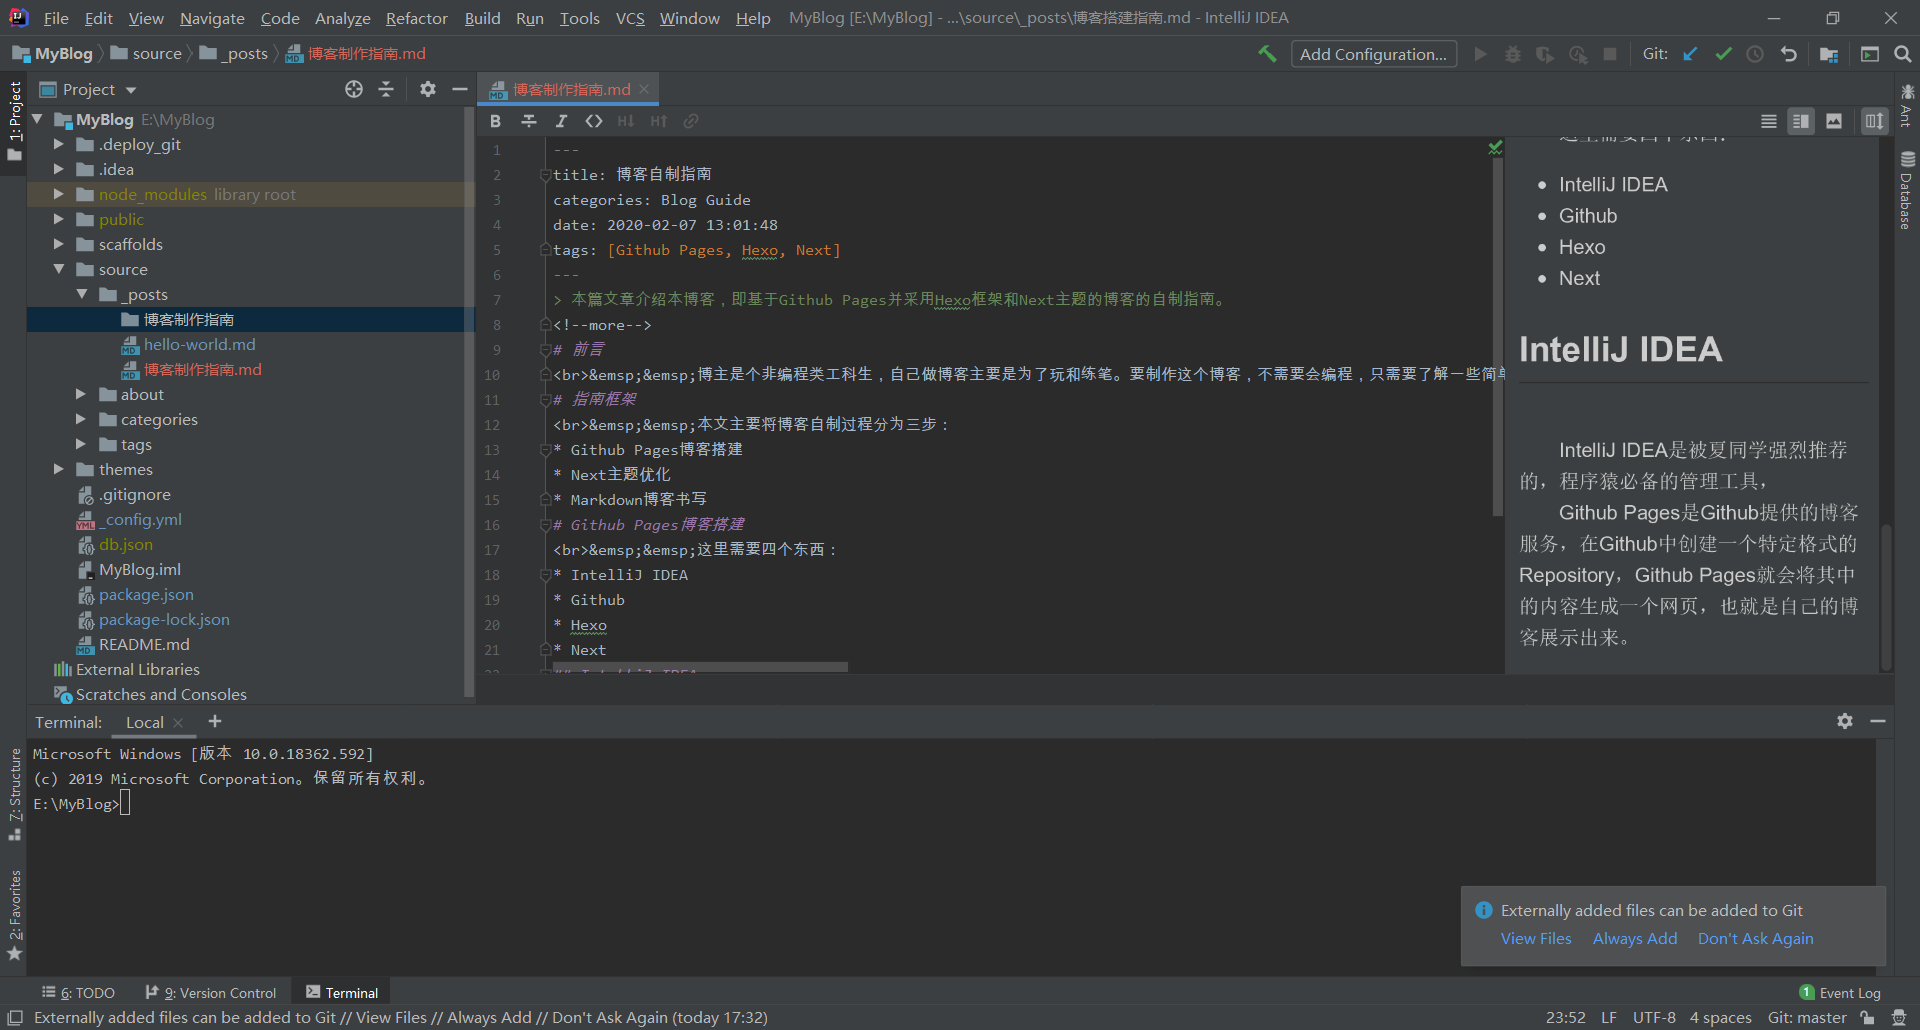 File Edit View Navigate Code Analyze Refactor Build Run Tools VCS Window Help MyBlog [E:\MyBlog] - ...\source\_posts\博客搭建指南.md - IntelliJ IDEA
MyBlog source _posts 博客制作指南.md Add Configuration... Git:
1: Project
Project
MyBlog E:\MyBlog
.deploy_git
.idea
node_modules library root
public
scaffolds
source
_posts
博客制作指南
hello-world.md
博客制作指南.md
about
categories
tags
themes
.gitignore
_config.yml
db.json
MyBlog.iml
package.json
package-lock.json
README.md
External Libraries
Scratches and Consoles
博客制作指南.md
B I <> H↓ H↑
1 ---
2 title: 博客自制指南
3 categories: Blog Guide
4 date: 2020-02-07 13:01:48
5 tags: [Github Pages, Hexo, Next]
6 ---
7 > 本篇文章介绍本博客，即基于Github Pages并采用Hexo框架和Next主题的博客的自制指南。
8 <!--more-->
9 # 前言
10 <br>&emsp;&emsp;博主是个非编程类工科生，自己做博客主要是为了玩和练笔。要制作这个博客，不需要会编程，只需要了解一些简单
11 # 指南框架
12 <br>&emsp;&emsp;本文主要将博客自制过程分为三步：
13 * Github Pages博客搭建
14 * Next主题优化
15 * Markdown博客书写
16 # Github Pages博客搭建
17 <br>&emsp;&emsp;这里需要四个东西：
18 * IntelliJ IDEA
19 * Github
20 * Hexo
21 * Next
22 ## IntelliJ IDEA
这里需要四个东西：
IntelliJ IDEA
Github
Hexo
Next
IntelliJ IDEA
IntelliJ IDEA是被夏同学强烈推荐
的，程序猿必备的管理工具，
Github Pages是Github提供的博客
服务，在Github中创建一个特定格式的
Repository，Github Pages就会将其中
的内容生成一个网页，也就是自己的博
客展示出来。
Ant
Database
Terminal: Local
Microsoft Windows [版本 10.0.18362.592]
(c) 2019 Microsoft Corporation。保留所有权利。
E:\MyBlog>
7: Structure
2: Favorites
Externally added files can be added to Git
View Files Always Add Don't Ask Again
6: TODO 9: Version Control Terminal 1 Event Log
Externally added files can be added to Git // View Files // Always Add // Don't Ask Again (today 17:32) 23:52 LF UTF-8 4 spaces Git: master